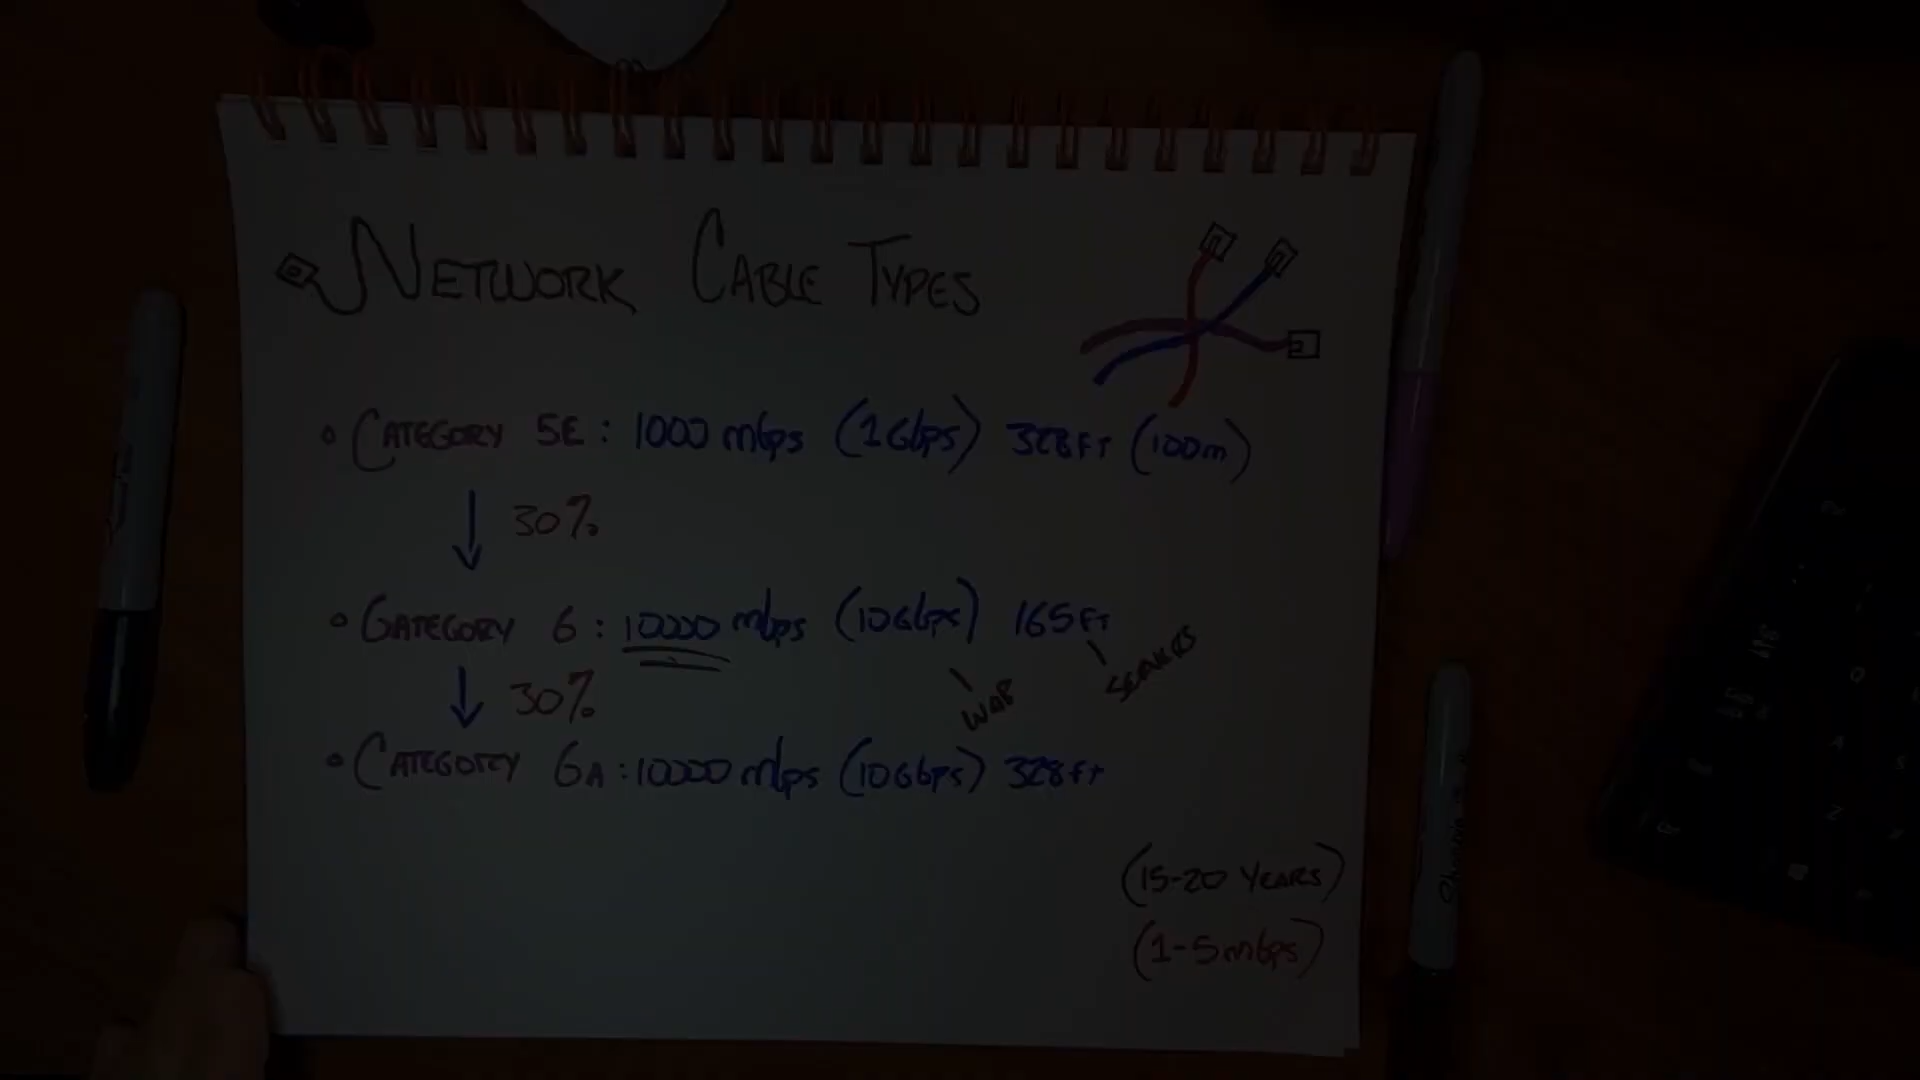 NETWORK CABLE TYPES
CATEGORY 5E : 1000 mbps (1Gbps) 328FT (100m)
30%
CATEGORY 6 : 10000 mbps (10Gbps) 165FT
WAP
SERVERS
30%
CATEGORY 6A : 10000 mbps (10Gbps) 328FT
(15-20 YEARS)
(1-5mbps)